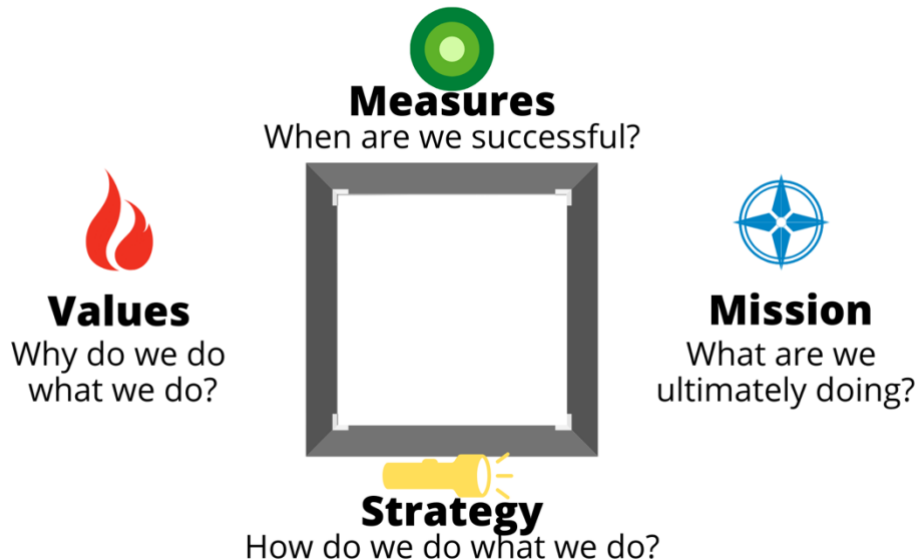 Measures
When are we successful?
Values
Why do we do
what we do?
Mission
What are we
ultimately doing?
Strategy
How do we do what we do?